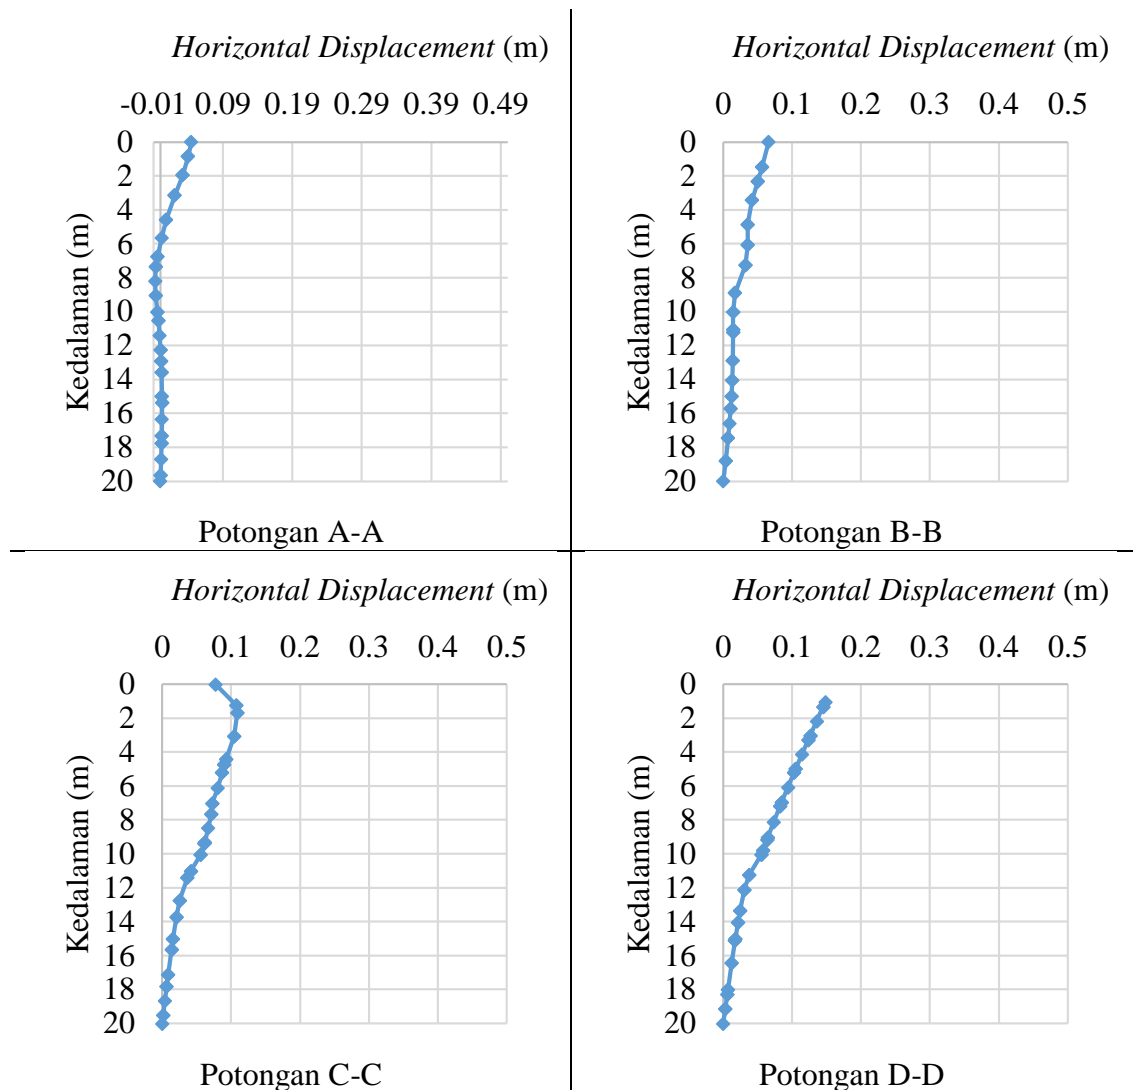 Horizontal Displacement (m)
-0.01 0.09 0.19 0.29 0.39 0.49
0
2
4
6
8
10
12
14
16
18
20
Kedalaman (m)
Potongan A-A
Horizontal Displacement (m)
0 0.1 0.2 0.3 0.4 0.5
0
2
4
6
8
10
12
14
16
18
20
Kedalaman (m)
Potongan B-B
Horizontal Displacement (m)
0 0.1 0.2 0.3 0.4 0.5
0
2
4
6
8
10
12
14
16
18
20
Kedalaman (m)
Potongan C-C
Horizontal Displacement (m)
0 0.1 0.2 0.3 0.4 0.5
0
2
4
6
8
10
12
14
16
18
20
Kedalaman (m)
Potongan D-D